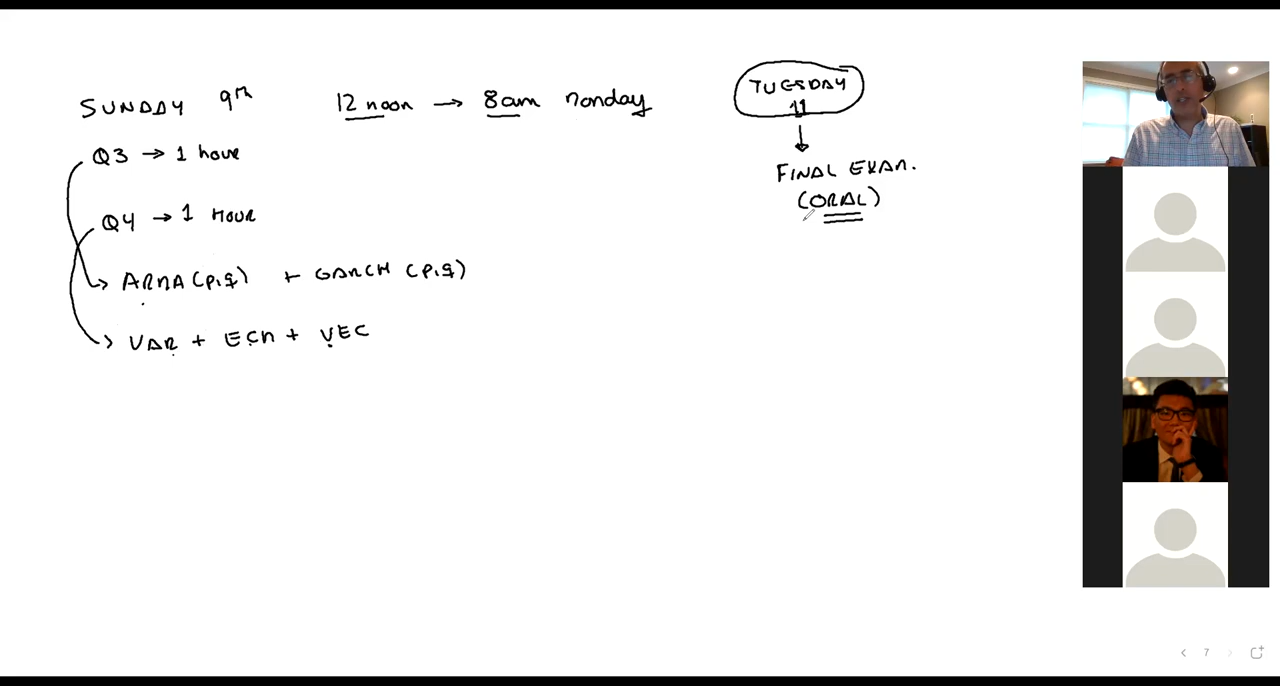 SUNDAY 9th 12 noon → 8am monday
Q3 → 1 hour
Q4 → 1 HOUR
ARMA (p,q) + GARCH (p,q)
VAR + ECM + VEC
TUESDAY
11
FINAL EXAM.
(ORAL)
7